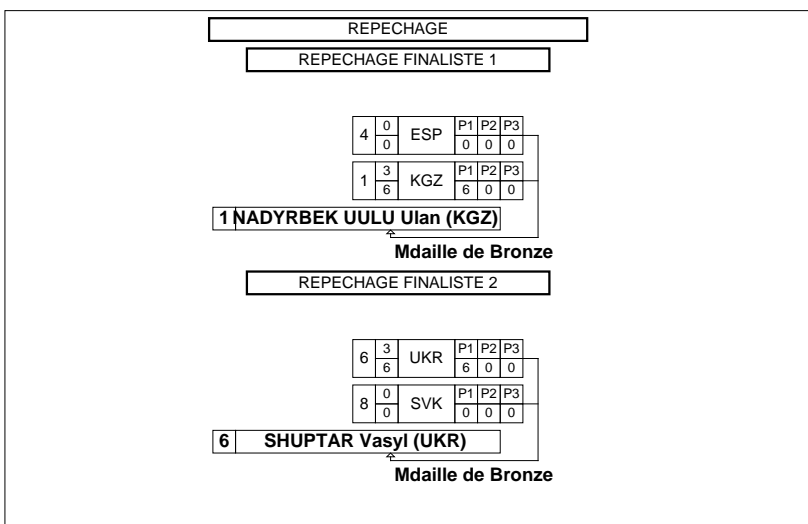 REPECHAGE
REPECHAGE FINALISTE 1
4 0 ESP P1 P2 P3
0 0 0 0
1 3 KGZ P1 P2 P3
6 6 0 0
1 NADYRBEK UULU Ulan (KGZ)
Mdaille de Bronze
REPECHAGE FINALISTE 2
6 3 UKR P1 P2 P3
6 6 0 0
8 0 SVK P1 P2 P3
0 0 0 0
6 SHUPTAR Vasyl (UKR)
Mdaille de Bronze